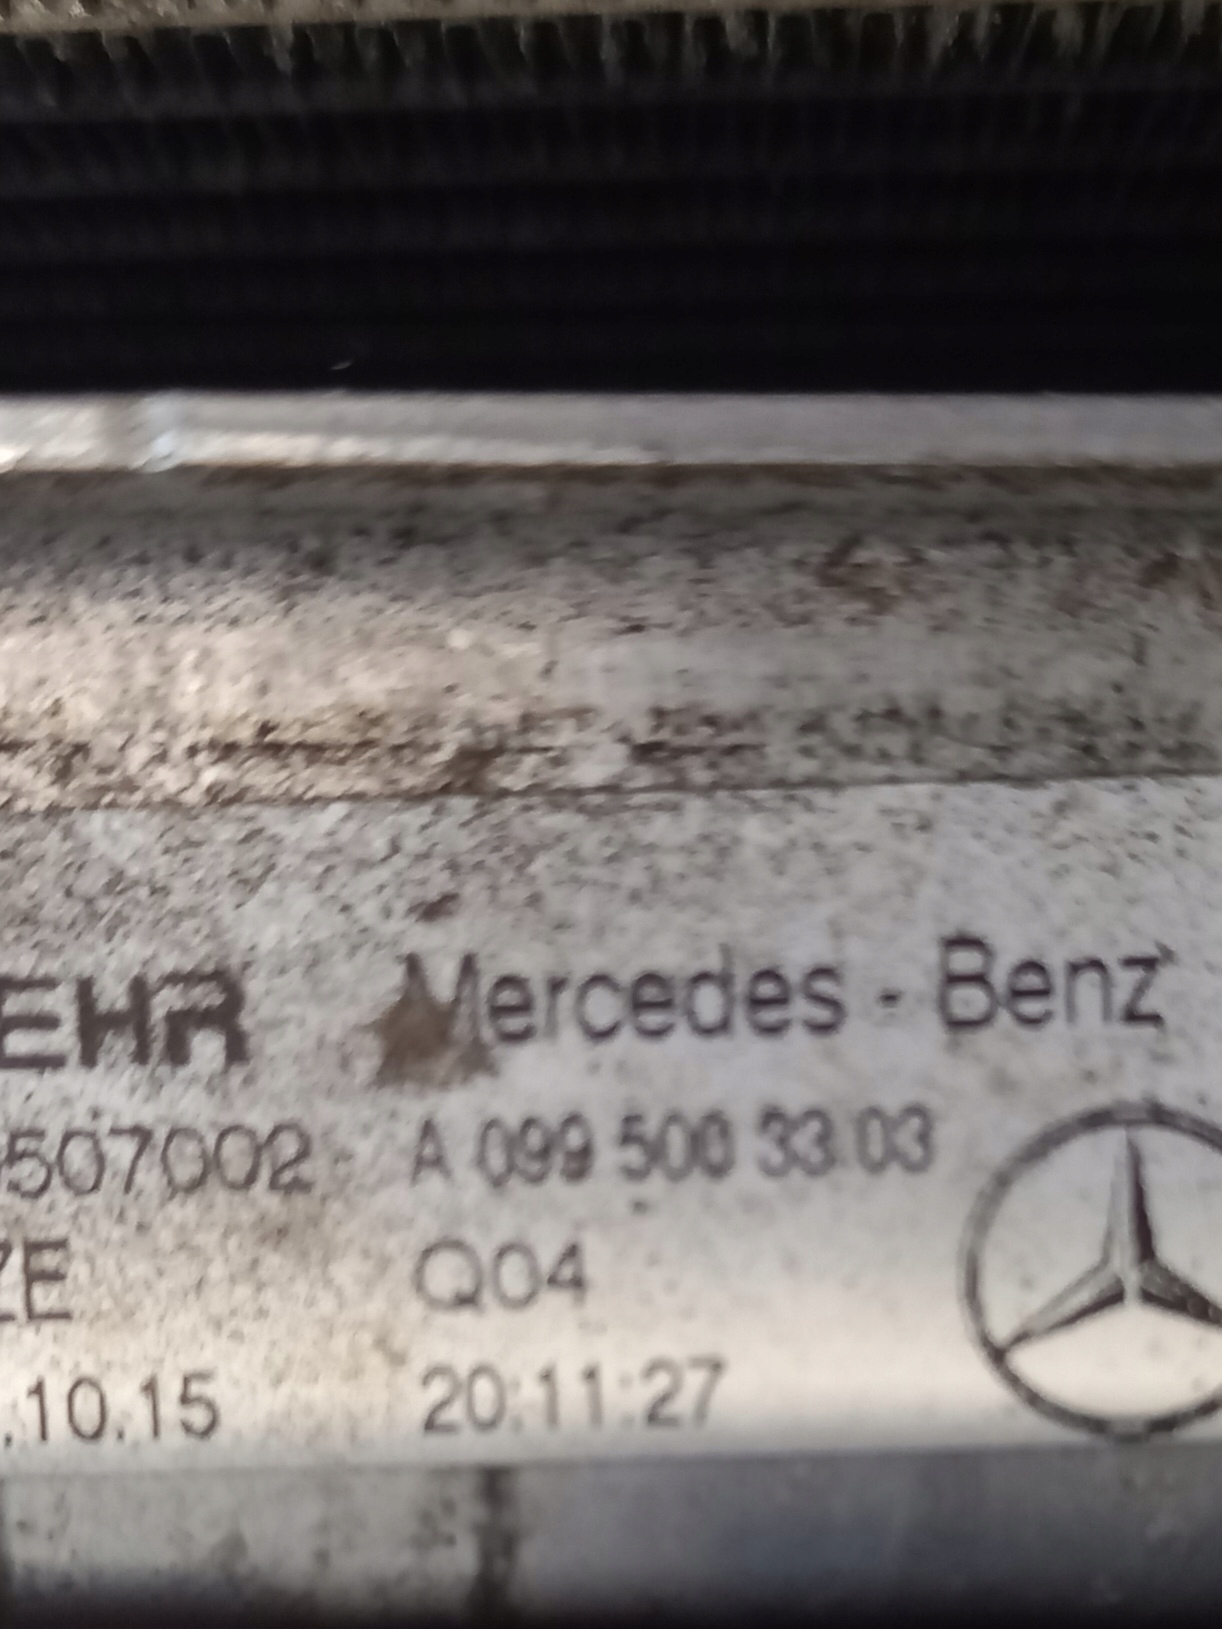 EHR Mercedes - Benz
507002 A 099 500 33 03
ZE Q04
.10.15 20:11:27